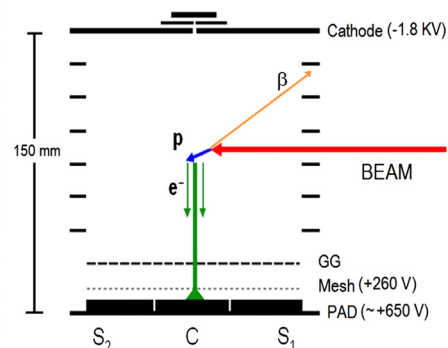 Cathode (-1.8 KV)
β
150 mm
p
e⁻
BEAM
GG
Mesh (+260 V)
PAD (~+650 V)
S₂ C S₁